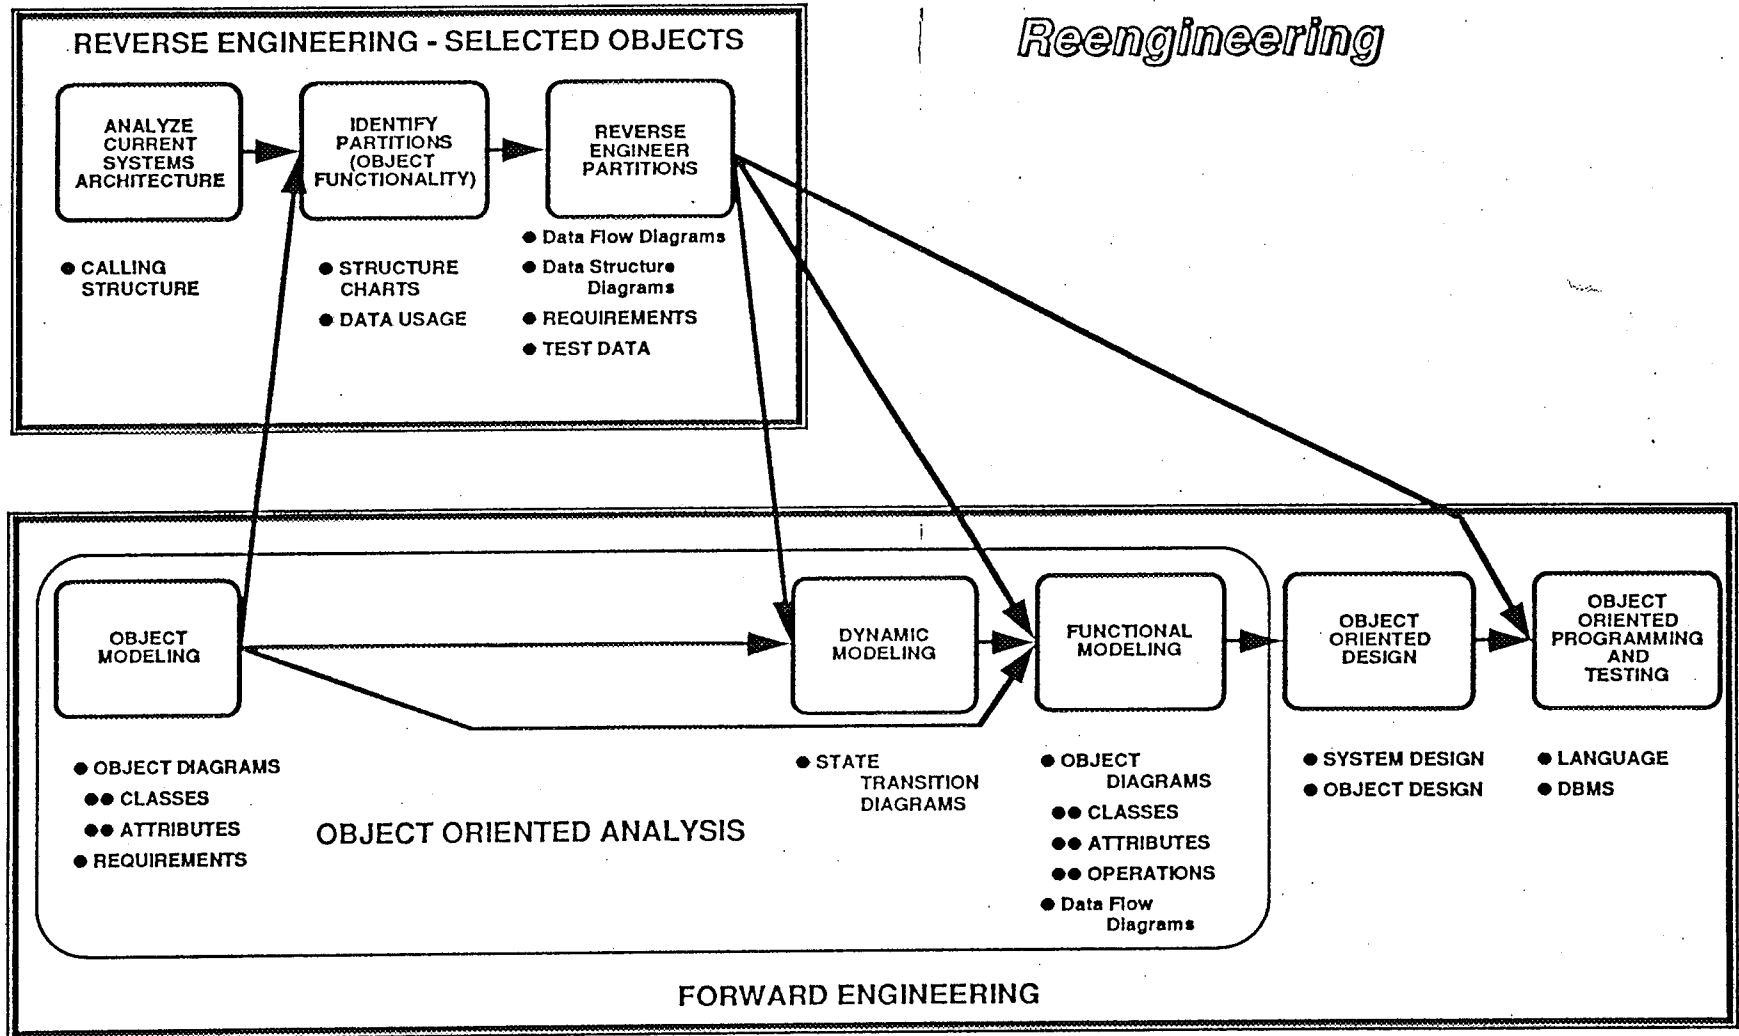 Reengineering
REVERSE ENGINEERING - SELECTED OBJECTS
ANALYZE
CURRENT
SYSTEMS
ARCHITECTURE
IDENTIFY
PARTITIONS
(OBJECT
FUNCTIONALITY)
REVERSE
ENGINEER
PARTITIONS
● CALLING
STRUCTURE
● STRUCTURE
CHARTS
● DATA USAGE
● Data Flow Diagrams
● Data Structure
Diagrams
● REQUIREMENTS
● TEST DATA
OBJECT
MODELING
DYNAMIC
MODELING
FUNCTIONAL
MODELING
OBJECT
ORIENTED
DESIGN
OBJECT
ORIENTED
PROGRAMMING
AND
TESTING
● OBJECT DIAGRAMS
●● CLASSES
●● ATTRIBUTES
● REQUIREMENTS
● STATE
TRANSITION
DIAGRAMS
● OBJECT
DIAGRAMS
●● CLASSES
●● ATTRIBUTES
●● OPERATIONS
● Data Flow
Diagrams
● SYSTEM DESIGN
● OBJECT DESIGN
● LANGUAGE
● DBMS
OBJECT ORIENTED ANALYSIS
FORWARD ENGINEERING